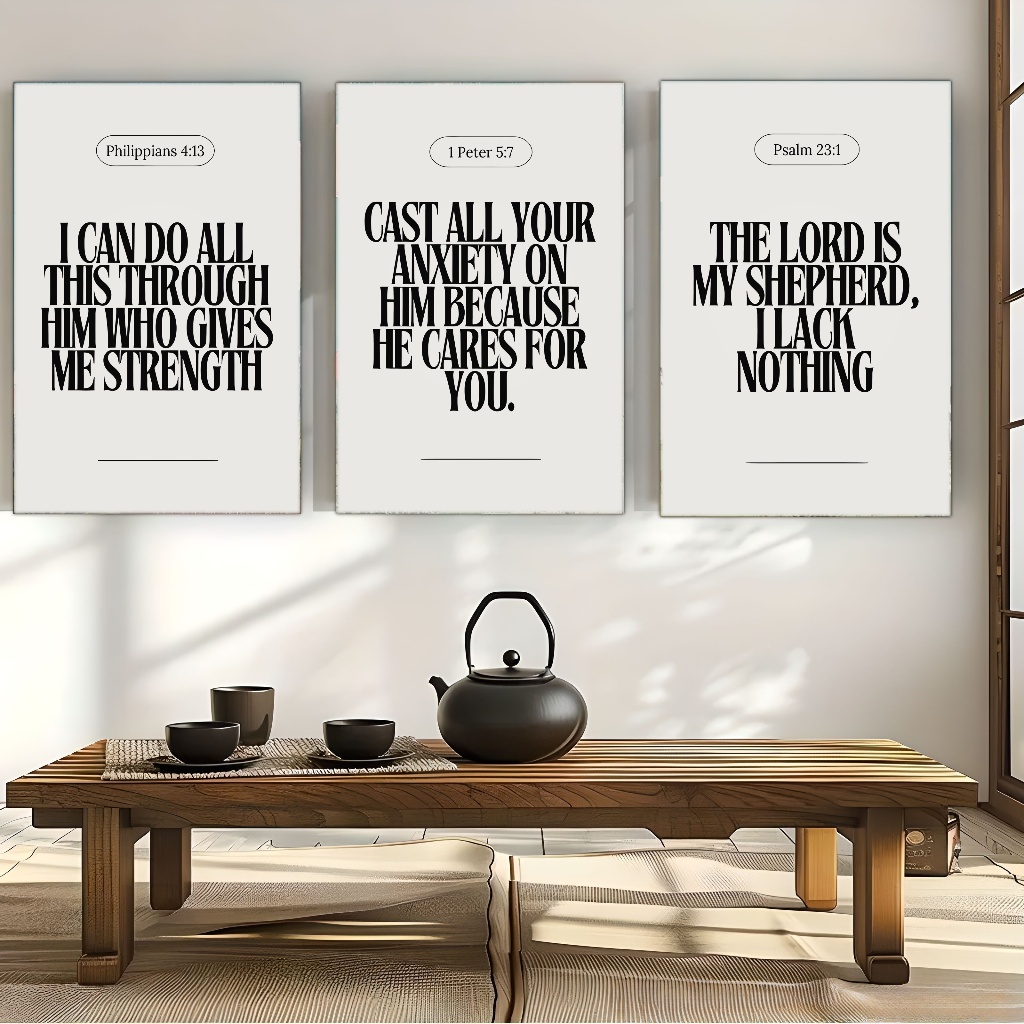 Philippians 4:13
I CAN DO ALL
THIS THROUGH
HIM WHO GIVES
ME STRENGTH
1 Peter 5:7
CAST ALL YOUR
ANXIETY ON
HIM BECAUSE
HE CARES FOR
YOU.
Psalm 23:1
THE LORD IS
MY SHEPHERD,
I LACK
NOTHING